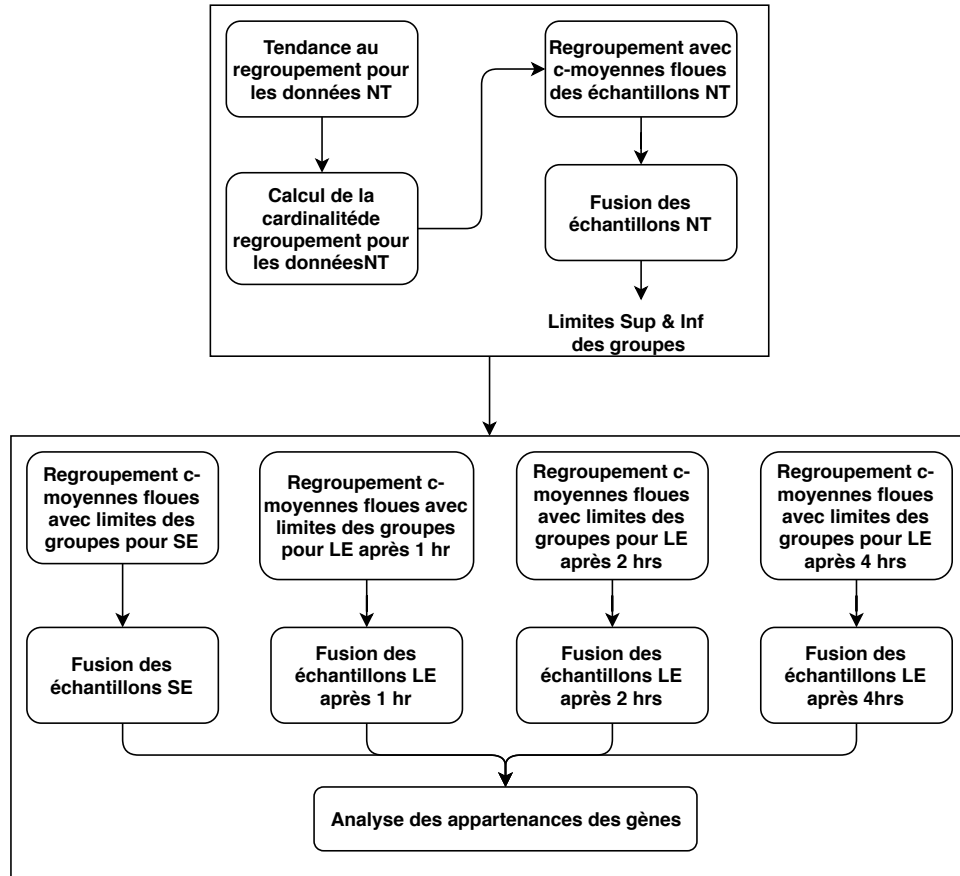 Tendance au
regroupement pour
les données NT
Calcul de la
cardinalitéde
regroupement pour
les donnéesNT
Regroupement avec
c-moyennes floues
des échantillons NT
Fusion des
échantillons NT
Limites Sup & Inf
des groupes
Regroupement c-
moyennes floues
avec limites des
groupes pour SE
Regroupement c-
moyennes floues avec
limites des groupes
pour LE après 1 hr
Regroupement c-
moyennes floues
avec limites des
groupes pour LE
après 2 hrs
Regroupement c-
moyennes floues
avec limites des
groupes pour LE
après 4 hrs
Fusion des
échantillons SE
Fusion des
échantillons LE
après 1 hr
Fusion des
échantillons LE
après 2 hrs
Fusion des
échantillons LE
après 4hrs
Analyse des appartenances des gènes